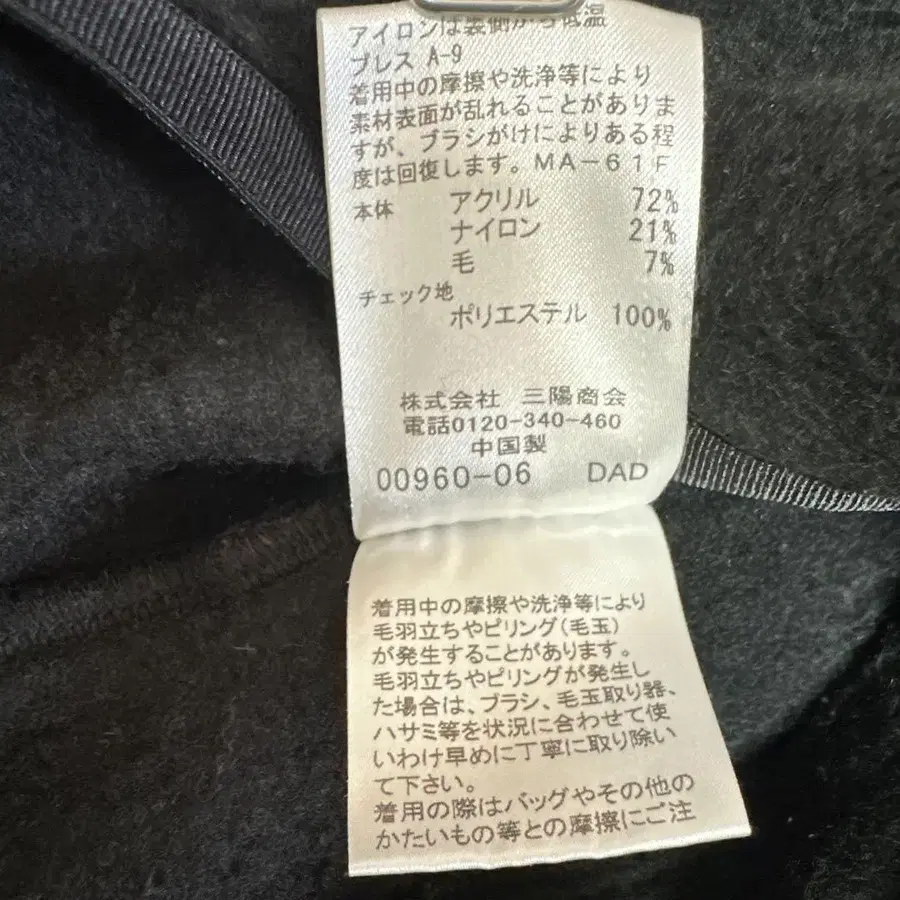 アイロンは裏側から低温
プレス A-9
着用中の摩擦や洗浄等により
素材表面が乱れることがありま
すが、ブラシがけによりある程
度は回復します。MA-61F
本体 アクリル 72%
ナイロン 21%
毛 7%
チェック地
ポリエステル 100%
株式会社 三陽商会
電話0120-340-460
中国製
00960-06 DAD
着用中の摩擦や洗浄等により
毛羽立ちやピリング(毛玉)
が発生することがあります。
毛羽立ちやピリングが発生し
た場合は、ブラシ、毛玉取り器、
ハサミ等を状況に合わせて使
いわけ早めに丁寧に取り除い
て下さい。
着用の際はバッグやその他の
かたいもの等との摩擦にご注